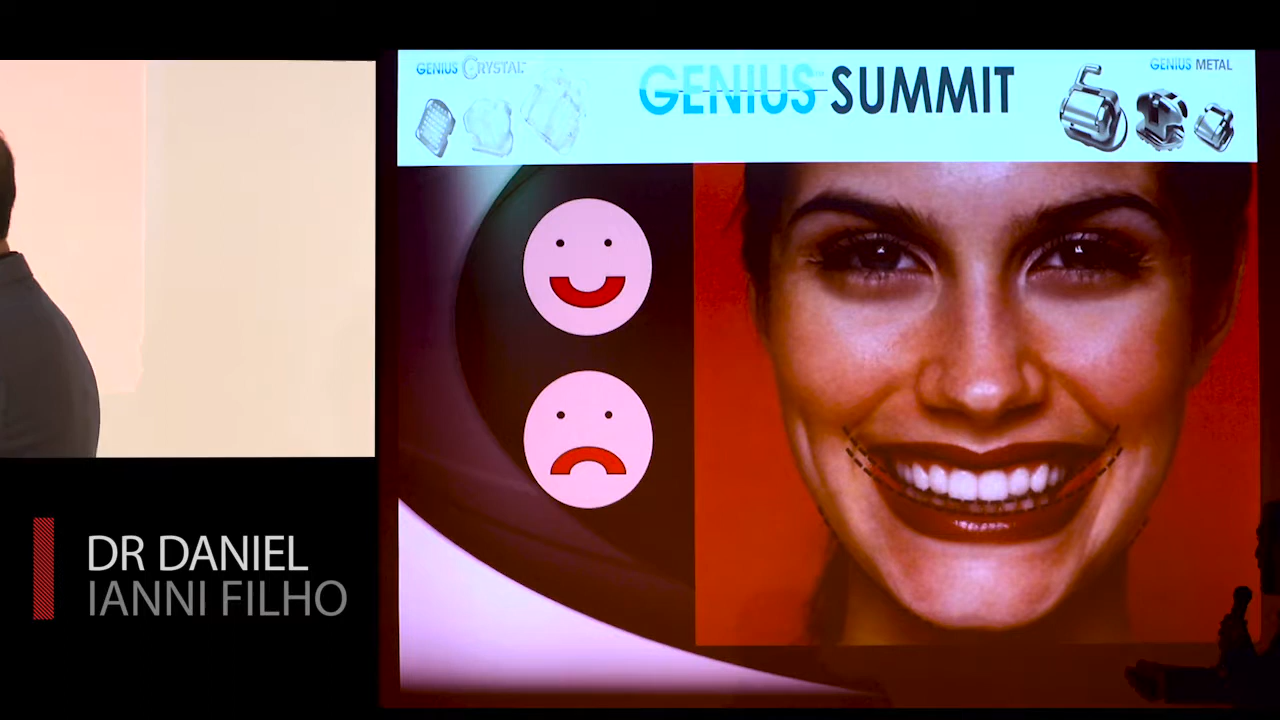 GENIUS CRYSTAL
GENIUS SUMMIT
GENIUS METAL
DR DANIEL
IANNI FILHO